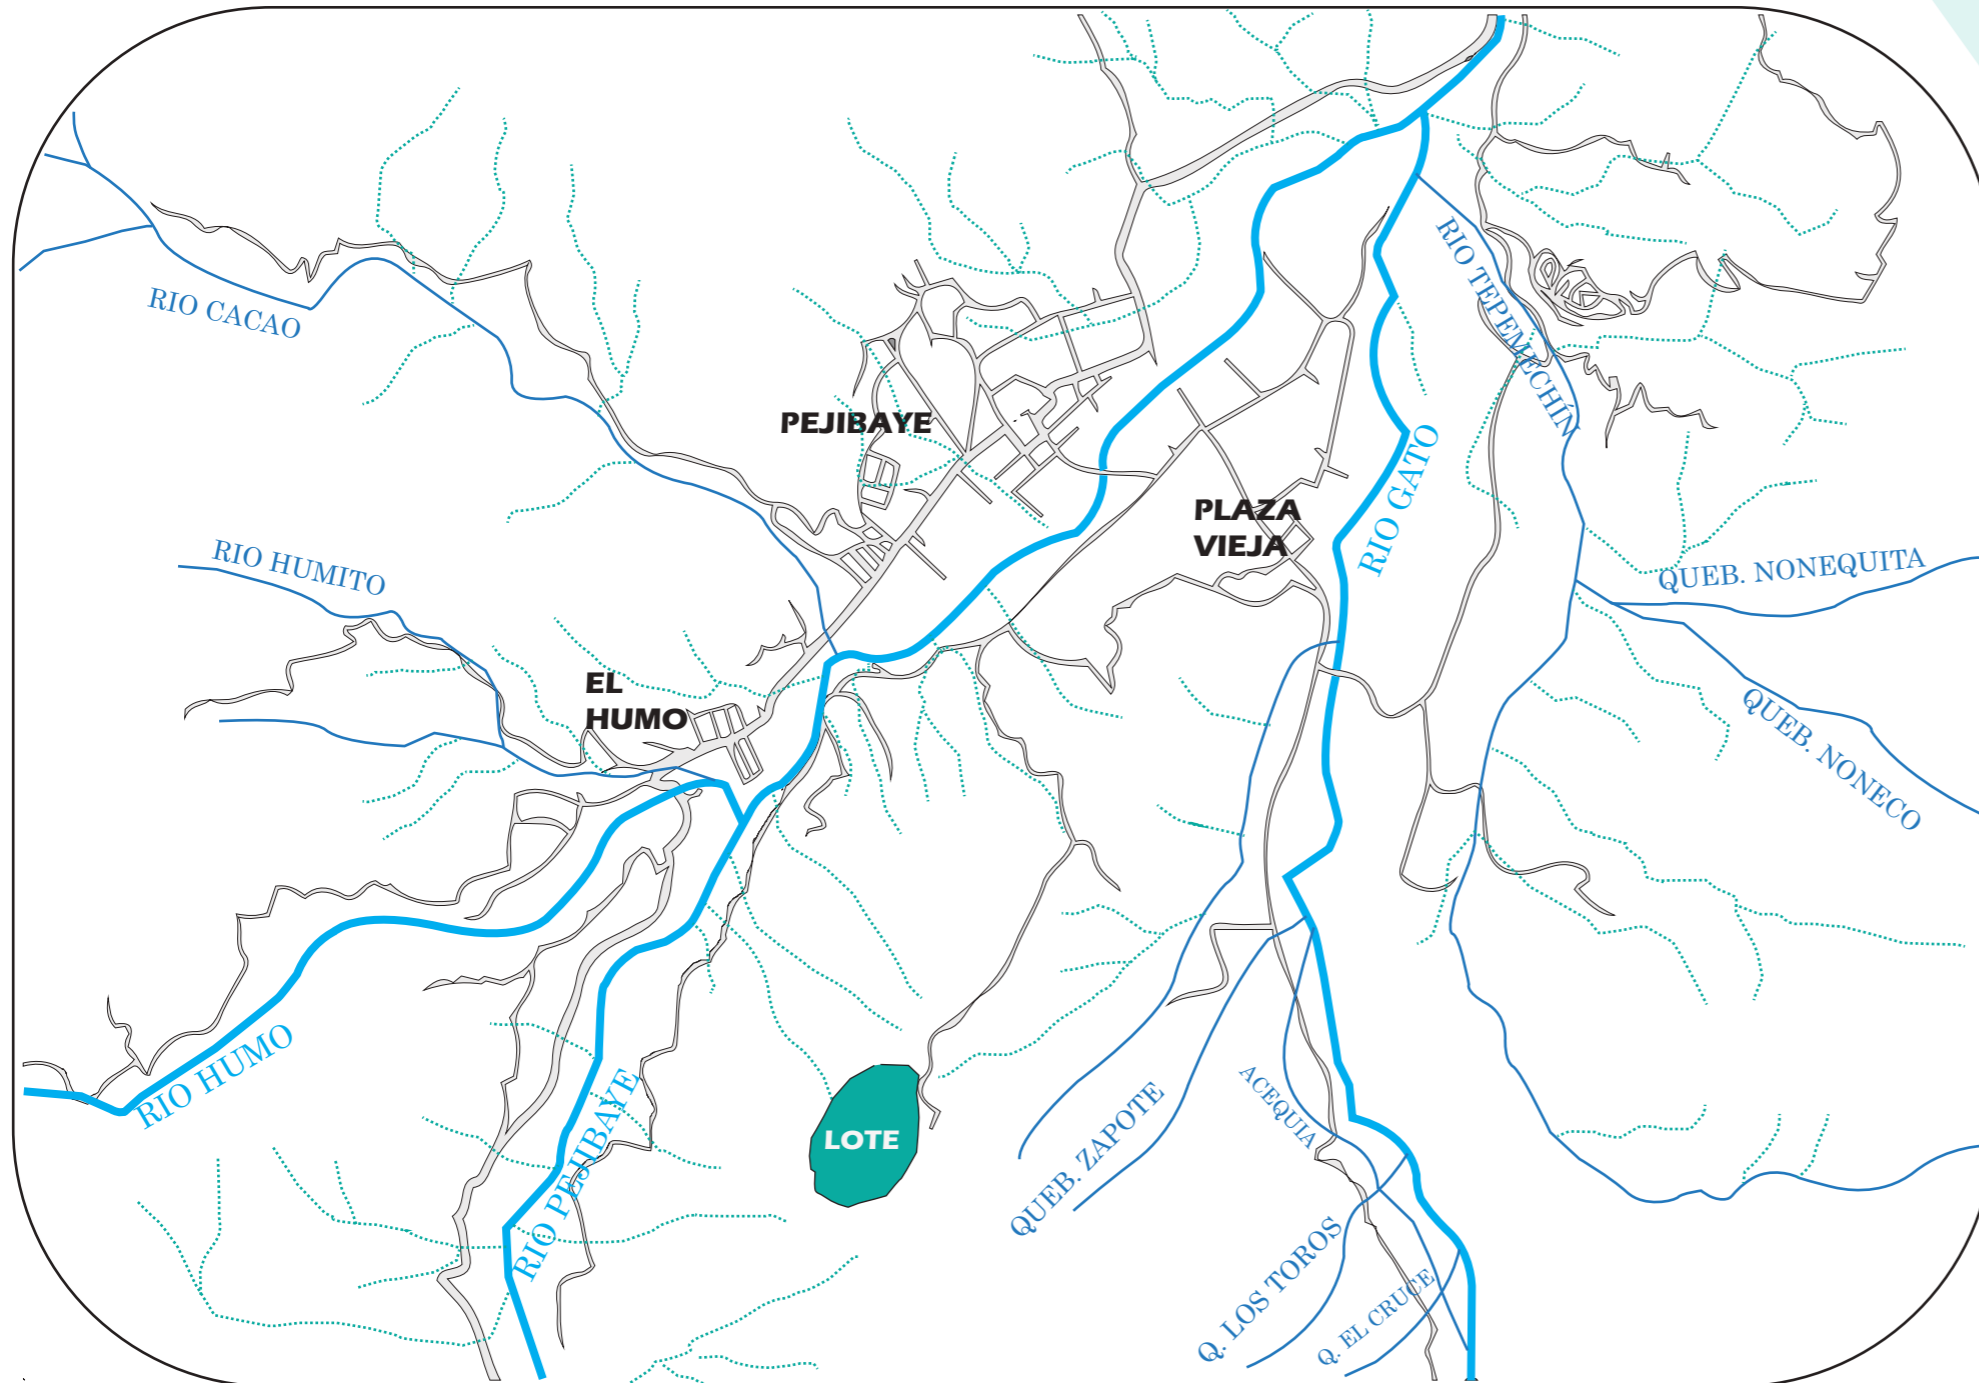 RIO CACAO
RIO TEPEMECHÍN
PEJIBAYE
RIO GATO
PLAZA
VIEJA
RIO HUMITO
QUEB. NONEQUITA
EL
HUMO
QUEB. NONECO
RIO HUMO
RIO PEJIBAYE
LOTE
QUEB. ZAPOTE
ACEQUIA
Q. LOS TOROS
Q. EL CRUCE